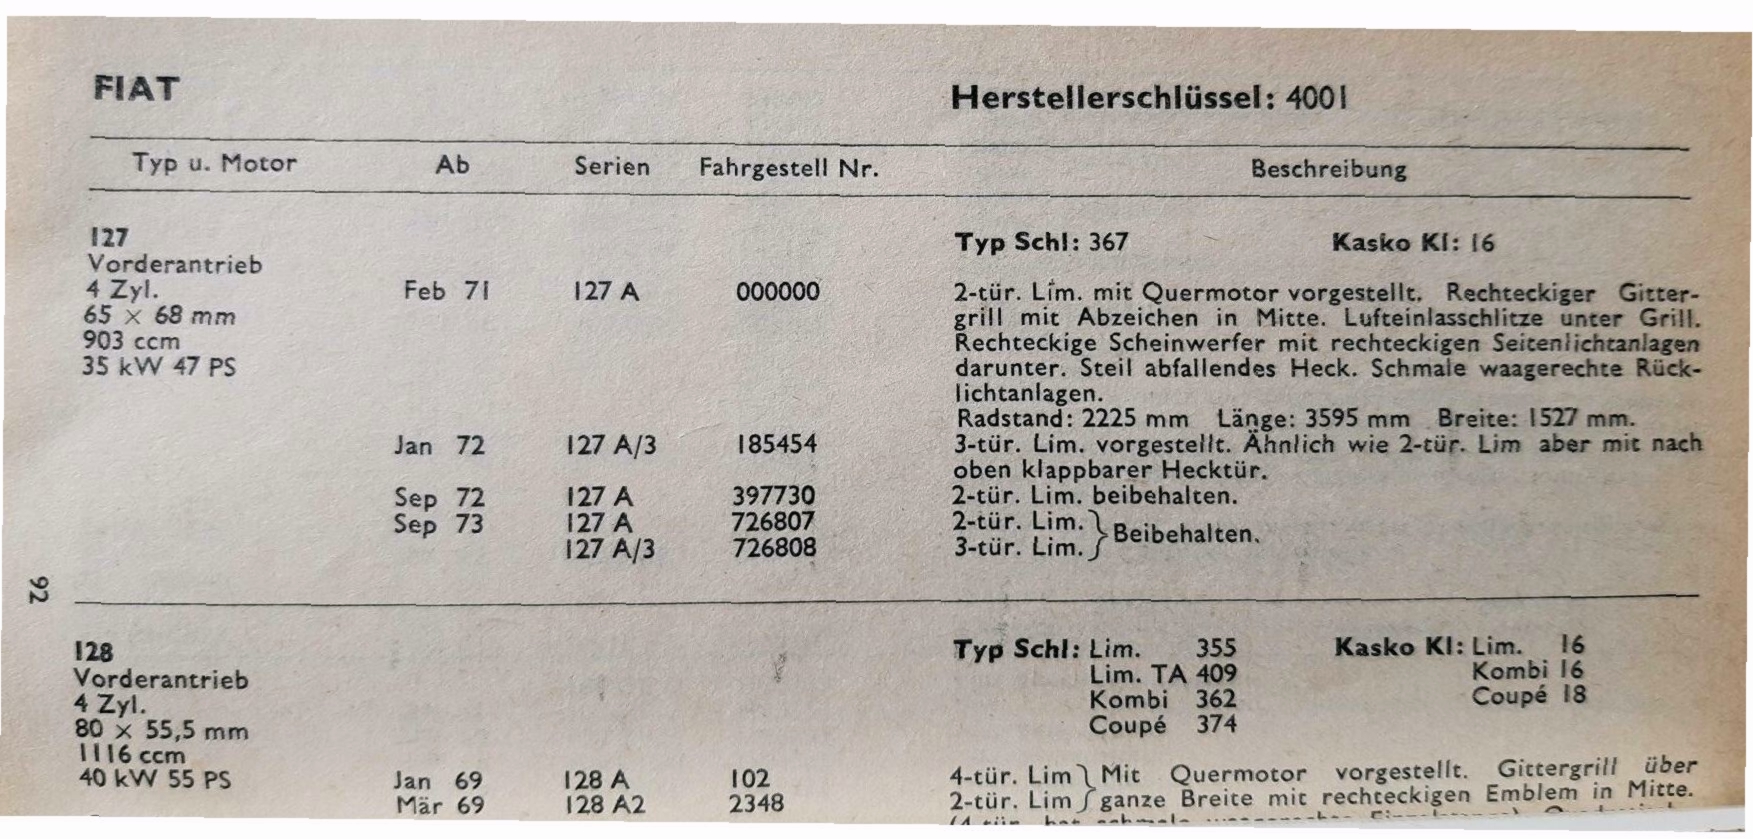 FIAT Herstellerschlüssel: 4001
Typ u. Motor Ab Serien Fahrgestell Nr. Beschreibung
127 Typ Schl: 367 Kasko Kl: 16
Vorderantrieb
4 Zyl. Feb 71 127 A 000000 2-tür. Lim. mit Quermotor vorgestellt. Rechteckiger Gitter-
65 × 68 mm grill mit Abzeichen in Mitte. Lufteinlasschlitze unter Grill.
903 ccm Rechteckige Scheinwerfer mit rechteckigen Seitenlichtanlagen
35 kW 47 PS darunter. Steil abfallendes Heck. Schmale waagerechte Rück-
lichtanlagen.
Radstand: 2225 mm Länge: 3595 mm Breite: 1527 mm.
Jan 72 127 A/3 185454 3-tür. Lim. vorgestellt. Ähnlich wie 2-tür. Lim aber mit nach
oben klappbarer Hecktür.
Sep 72 127 A 397730 2-tür. Lim. beibehalten.
Sep 73 127 A 726807 2-tür. Lim. } Beibehalten.
127 A/3 726808 3-tür. Lim.
92
128 Typ Schl: Lim. 355 Kasko Kl: Lim. 16
Vorderantrieb Lim. TA 409 Kombi 16
4 Zyl. Kombi 362 Coupé 18
80 × 55,5 mm Coupé 374
1116 ccm
40 kW 55 PS Jan 69 128 A 102 4-tür. Lim } Mit Quermotor vorgestellt. Gittergrill über
Mär 69 128 A2 2348 2-tür. Lim ganze Breite mit rechteckigen Emblem in Mitte.